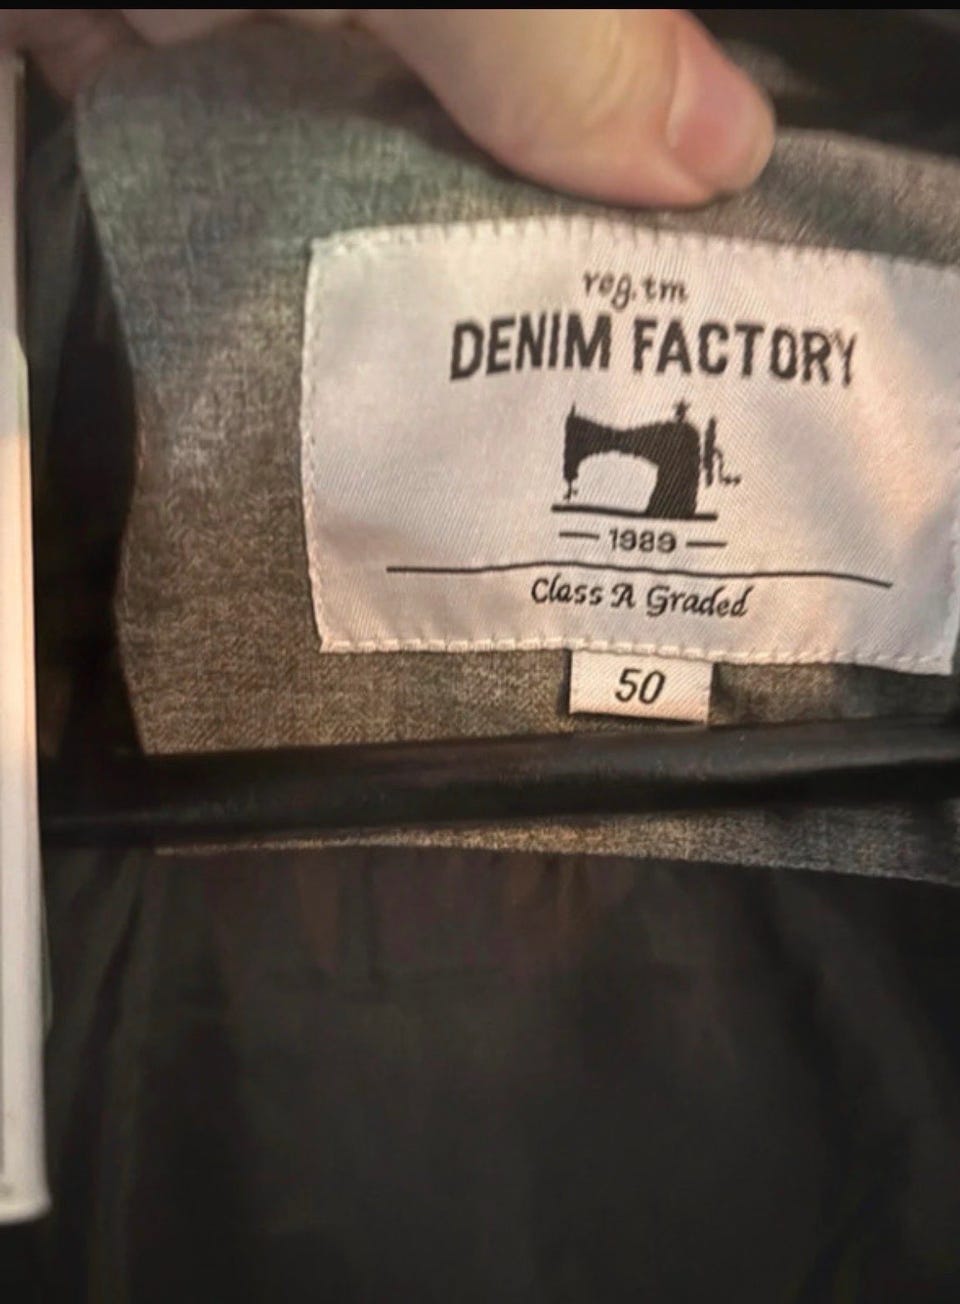 reg.tm
DENIM FACTORY
— 1989 —
Class A Graded
50